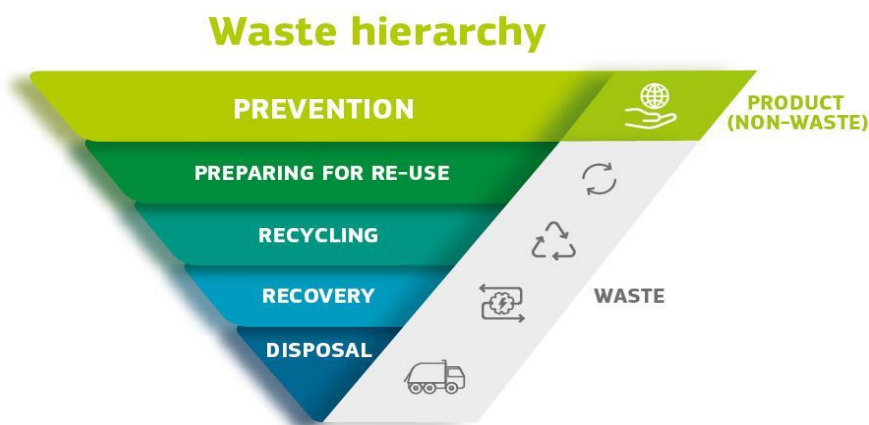 Waste hierarchy
PREVENTION
PRODUCT
(NON-WASTE)
PREPARING FOR RE-USE
RECYCLING
RECOVERY
WASTE
DISPOSAL